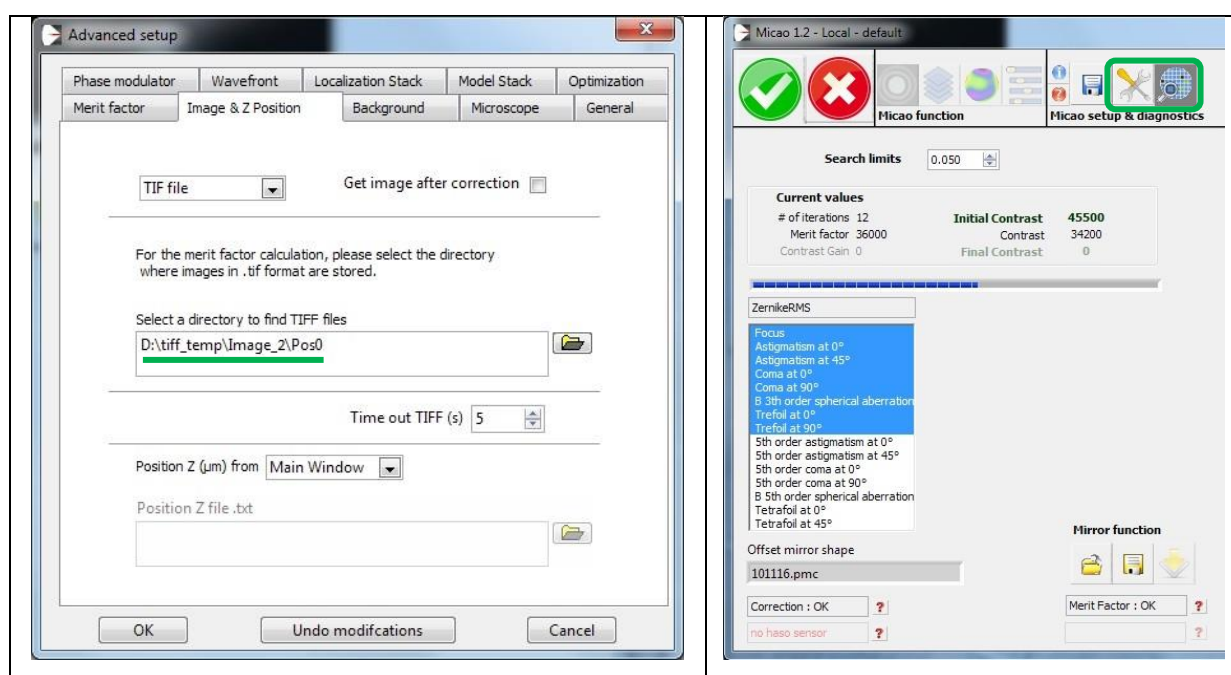 Advanced setup
Phase modulator Wavefront Localization Stack Model Stack Optimization
Merit factor Image & Z Position Background Microscope General
TIF file Get image after correction
For the merit factor calculation, please select the directory
where images in .tif format are stored.
Select a directory to find TIFF files
D:\tiff_temp\Image_2\Pos0
Time out TIFF (s) 5
Position Z (µm) from Main Window
Position Z file .txt
OK Undo modifcations Cancel
Micao 1.2 - Local - default
Micao function Micao setup & diagnostics
Search limits 0.050
Current values
# of iterations 12 Initial Contrast 45500
Merit factor 36000 Contrast 34200
Contrast Gain 0 Final Contrast 0
ZernikeRMS
Focus
Astigmatism at 0°
Astigmatism at 45°
Coma at 0°
Coma at 90°
B 3th order spherical aberration
Trefoil at 0°
Trefoil at 90°
5th order astigmatism at 0°
5th order astigmatism at 45°
5th order coma at 0°
5th order coma at 90°
B 5th order spherical aberration
Tetrafoil at 0°
Tetrafoil at 45°
Mirror function
Offset mirror shape
101116.pmc
Correction : OK ? Merit Factor : OK ?
no haso sensor ? ?